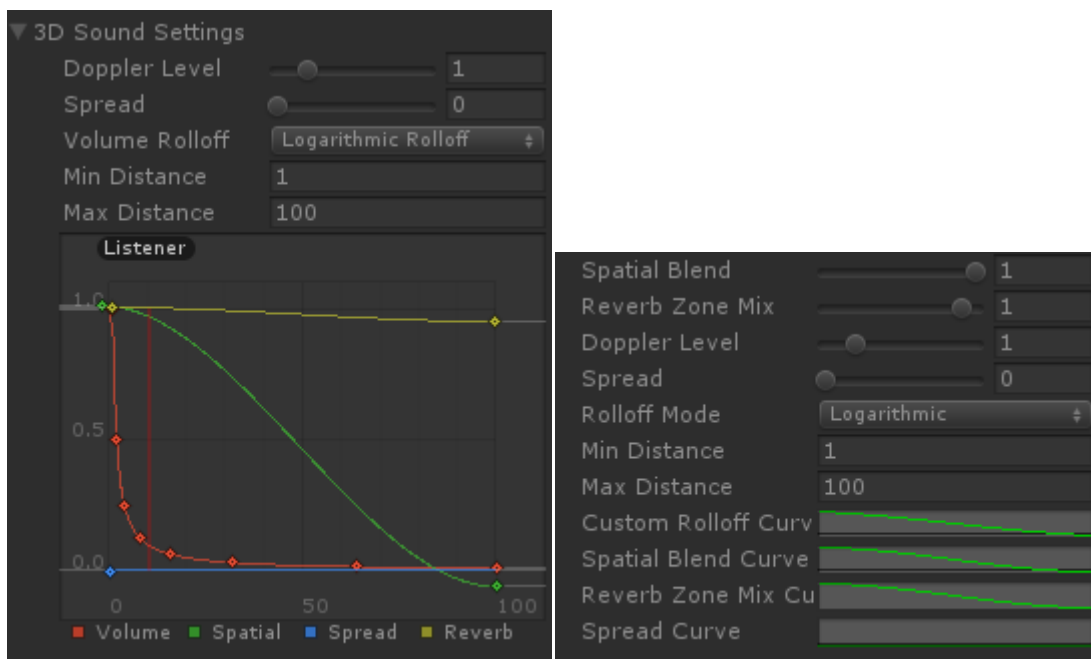 3D Sound Settings
Doppler Level 1
Spread 0
Volume Rolloff Logarithmic Rolloff
Min Distance 1
Max Distance 100
Listener
1.0
0.5
0.0
0 50 100
Volume Spatial Spread Reverb
Spatial Blend 1
Reverb Zone Mix 1
Doppler Level 1
Spread 0
Rolloff Mode Logarithmic
Min Distance 1
Max Distance 100
Custom Rolloff Curv
Spatial Blend Curve
Reverb Zone Mix Cu
Spread Curve